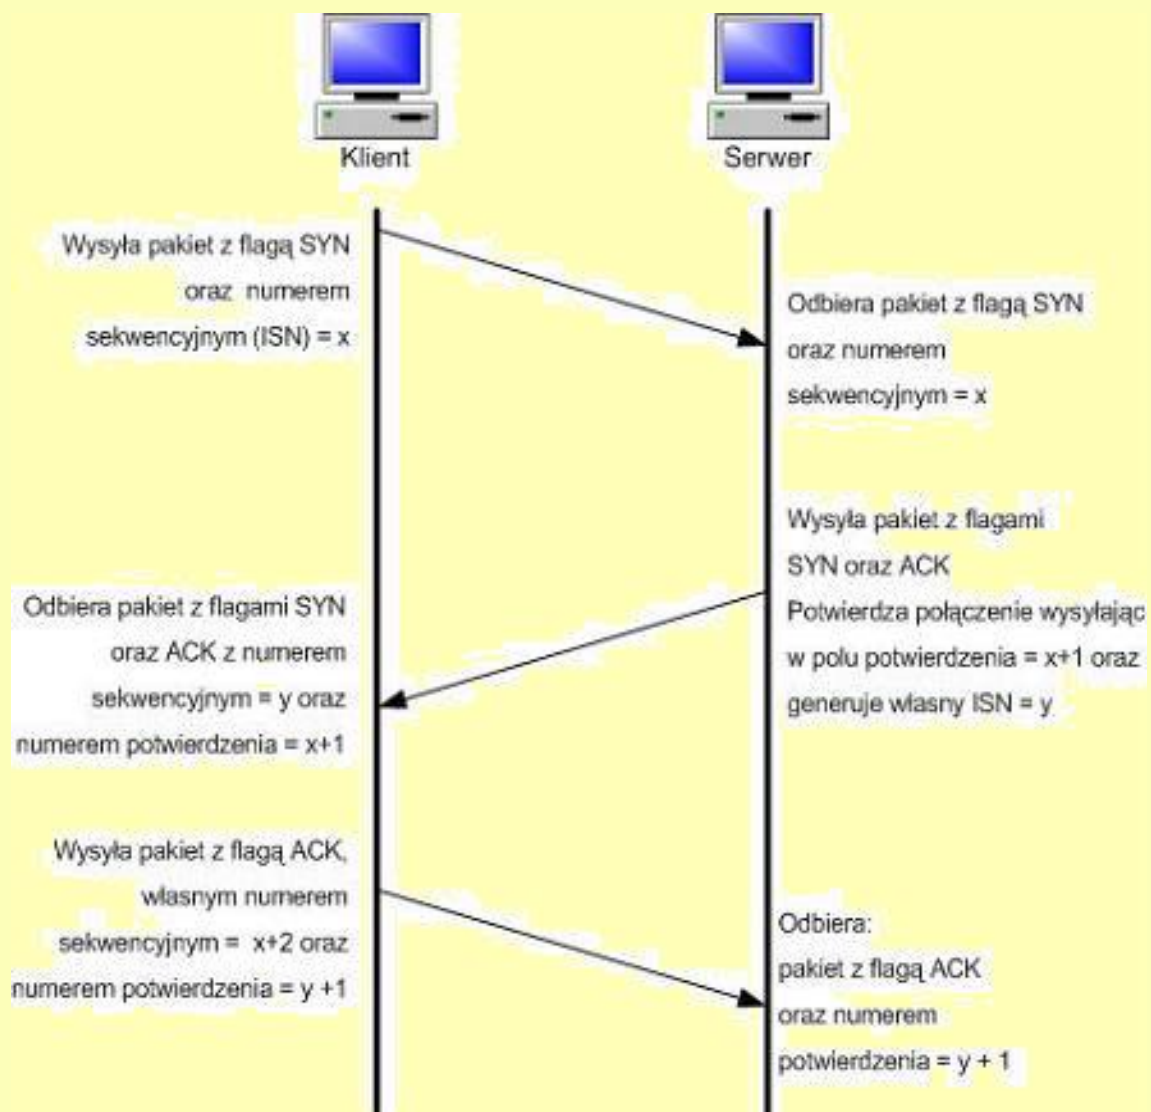 Klient
Serwer
Wysyła pakiet z flagą SYN
oraz numerem
sekwencyjnym (ISN) = x
Odbiera pakiet z flagą SYN
oraz numerem
sekwencyjnym = x
Wysyła pakiet z flagami
SYN oraz ACK
Potwierdza połączenie wysyłając
w polu potwierdzenia = x+1 oraz
generuje własny ISN = y
Odbiera pakiet z flagami SYN
oraz ACK z numerem
sekwencyjnym = y oraz
numerem potwierdzenia = x+1
Wysyła pakiet z flagą ACK,
własnym numerem
sekwencyjnym = x+2 oraz
numerem potwierdzenia = y +1
Odbiera:
pakiet z flagą ACK
oraz numerem
potwierdzenia = y + 1